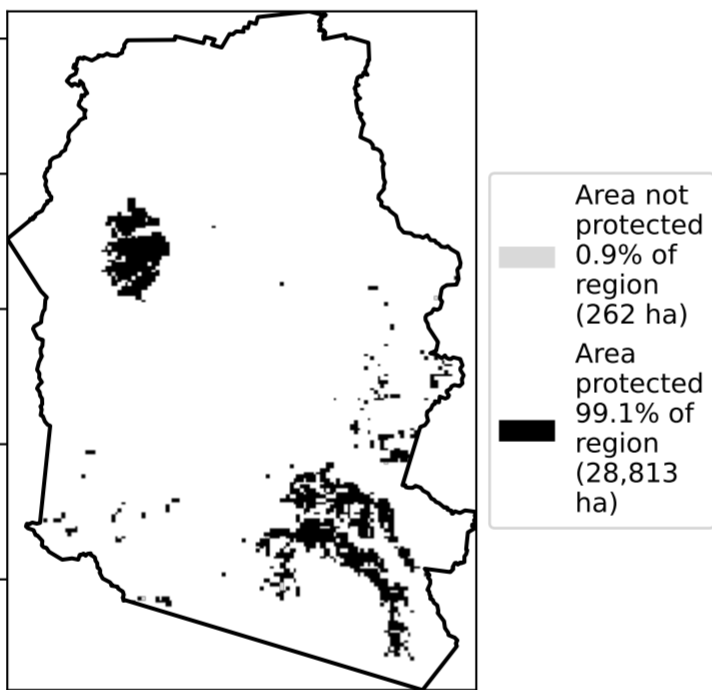 Area not
protected
0.9% of
region
(262 ha)
Area
protected
99.1% of
region
(28,813
ha)